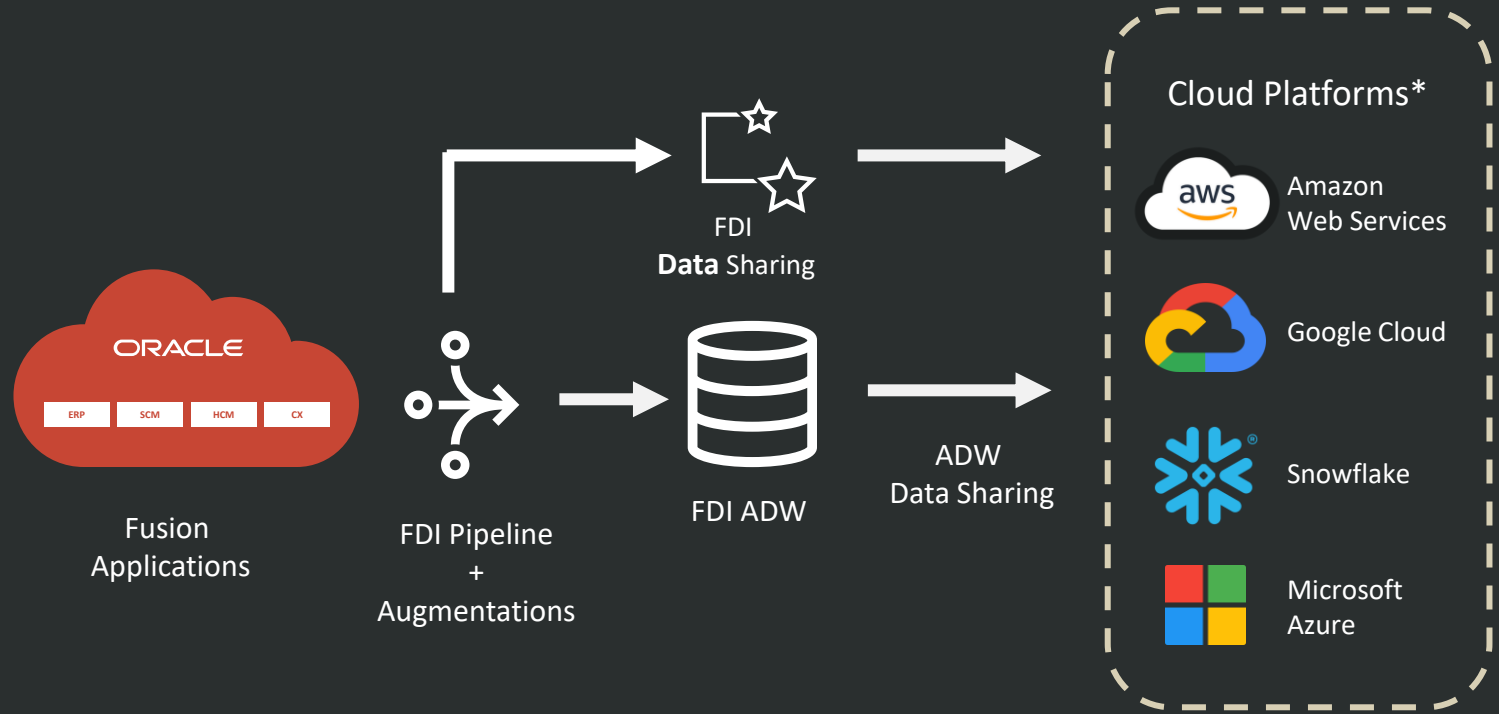 ORACLE
ERP
SCM
HCM
CX
Fusion
Applications
FDI Pipeline
+
Augmentations
FDI
Data Sharing
FDI ADW
ADW
Data Sharing
Cloud Platforms*
aws
Amazon
Web Services
Google Cloud
®
Snowflake
Microsoft
Azure